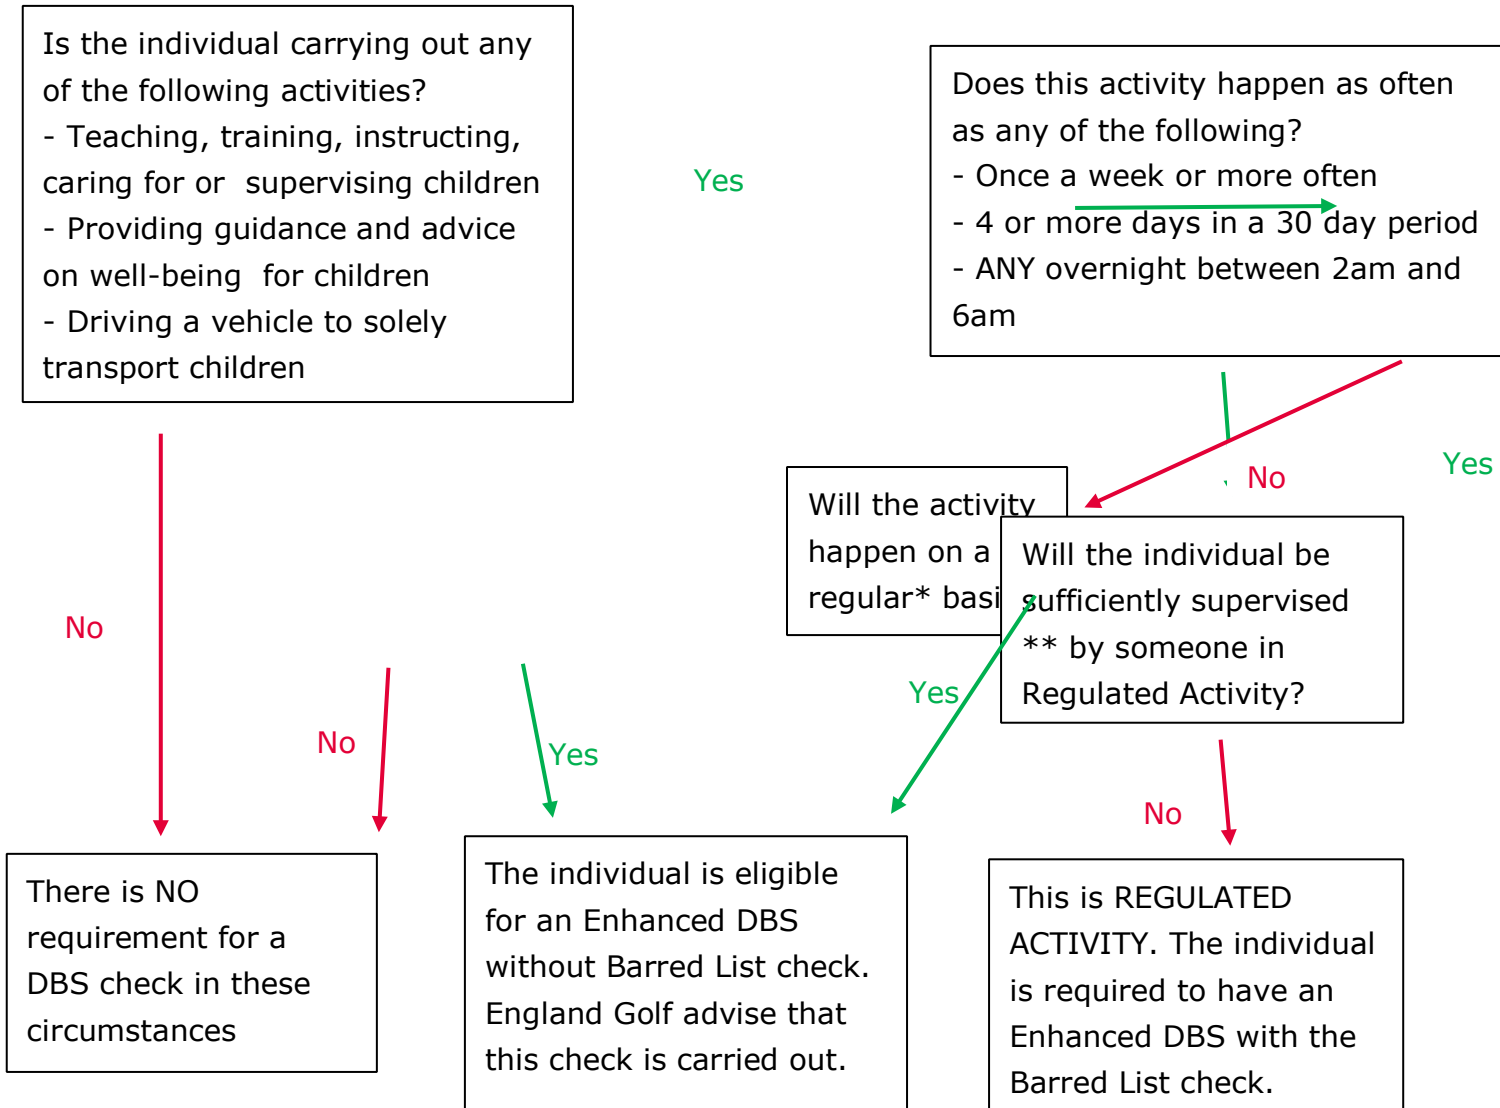 Is the individual carrying out any
of the following activities?
- Teaching, training, instructing,
caring for or supervising children
- Providing guidance and advice
on well-being for children
- Driving a vehicle to solely
transport children
Yes
Does this activity happen as often
as any of the following?
- Once a week or more often
- 4 or more days in a 30 day period
- ANY overnight between 2am and
6am
No
Yes
Will the activity
happen on a
regular* basi
Will the individual be
sufficiently supervised
** by someone in
Regulated Activity?
No
Yes
No
Yes
No
There is NO
requirement for a
DBS check in these
circumstances
The individual is eligible
for an Enhanced DBS
without Barred List check.
England Golf advise that
this check is carried out.
This is REGULATED
ACTIVITY. The individual
is required to have an
Enhanced DBS with the
Barred List check.